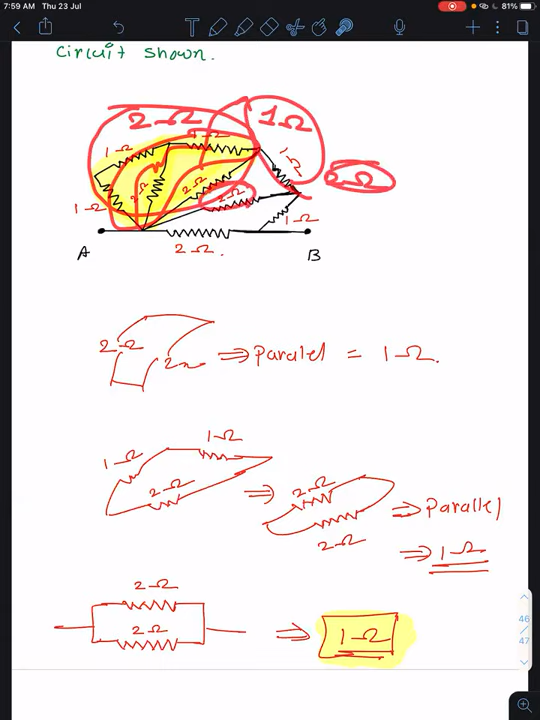 7:59 AM Thu 23 Jul
81%
Circuit shown.
2Ω
1Ω
1Ω
1Ω
1Ω
2Ω
1Ω
2Ω
2Ω
2Ω
1Ω
1Ω
A
2Ω.
B
2Ω
2Ω
⇒ Parallel = 1Ω.
1Ω
1Ω
2Ω
⇒
2Ω
2Ω
⇒ Parallel
⇒ 1Ω
2Ω
2Ω
⇒ 1Ω
46
/
47